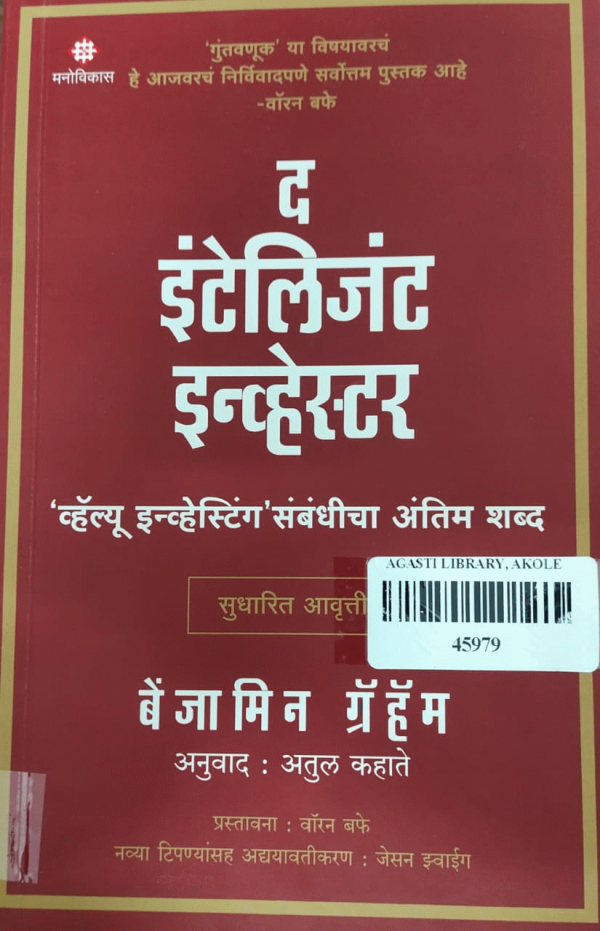 'गुंतवणूक' या विषयावरचं
मनोविकास
हे आजवरचं निर्विवादपणे सर्वोत्तम पुस्तक आहे
-वॉरन बफे
द
इंटेलिजंट
इन्व्हेस्टर
'व्हॅल्यू इन्व्हेस्टिंग' संबंधीचा अंतिम शब्द
AGASTI LIBRARY, AKOLE
45979
सुधारित आवृत्ती
बेंजामिन ग्रॅहॅम
अनुवाद : अतुल कहाते
प्रस्तावना : वॉरन बफे
नव्या टिपण्यांसह अद्ययावतीकरण : जेसन झ्वाईग